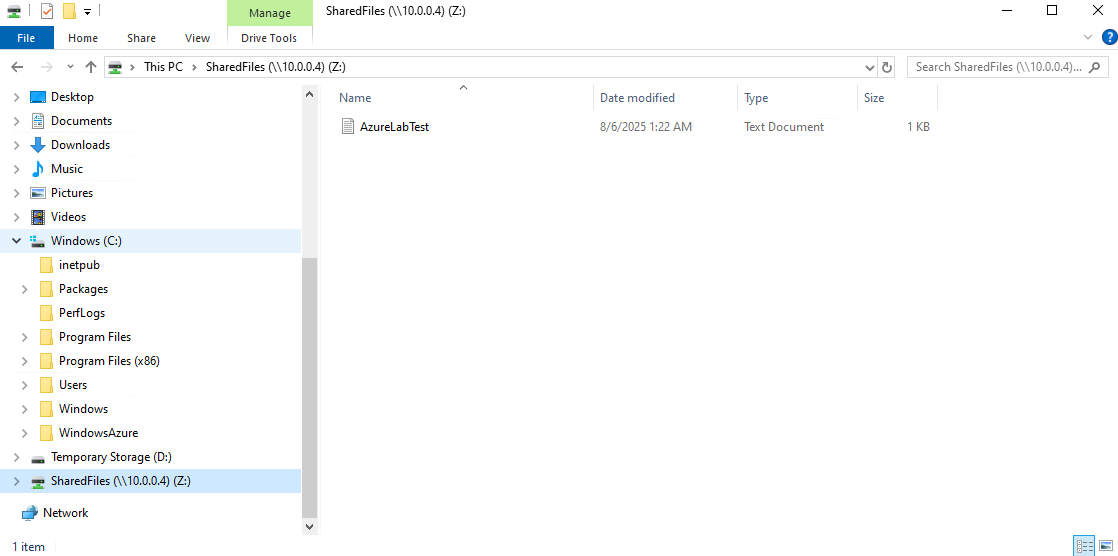 Manage
SharedFiles (\\10.0.0.4) (Z:)
File
Home
Share
View
Drive Tools
?
This PC
SharedFiles (\\10.0.0.4) (Z:)
Search SharedFiles (\\10.0.0.4)...
Desktop
Documents
Downloads
Music
Pictures
Videos
Windows (C:)
inetpub
Packages
PerfLogs
Program Files
Program Files (x86)
Users
Windows
WindowsAzure
Temporary Storage (D:)
SharedFiles (\\10.0.0.4) (Z:)
Network
Name Date modified Type Size
AzureLabTest 8/6/2025 1:22 AM Text Document 1 KB
1 item